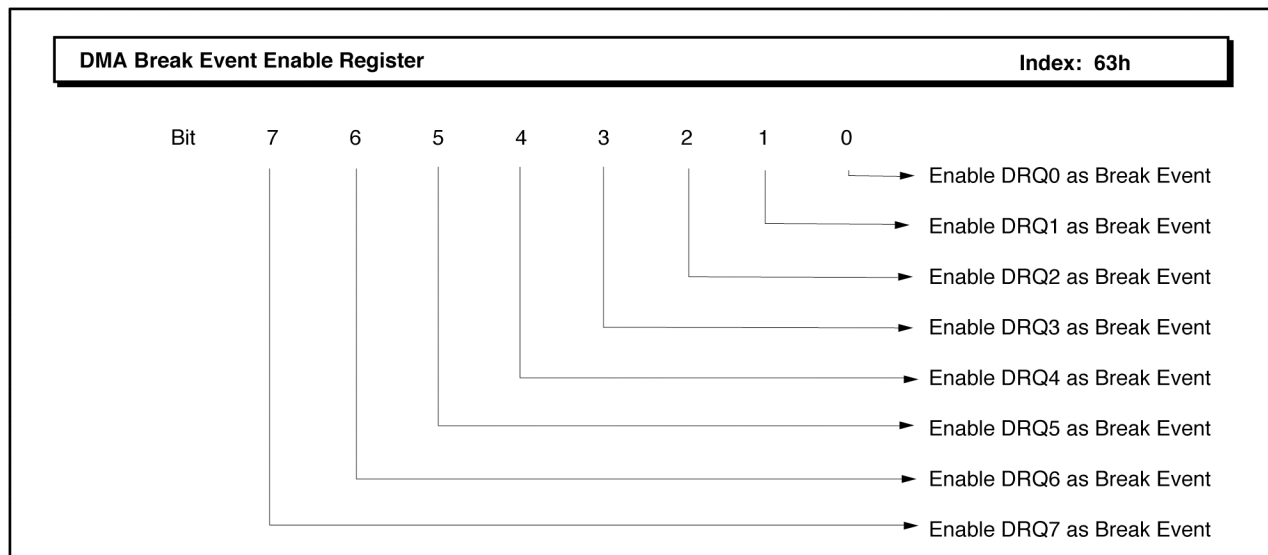 DMA Break Event Enable Register Index: 63h
Bit 7 6 5 4 3 2 1 0
Enable DRQ0 as Break Event
Enable DRQ1 as Break Event
Enable DRQ2 as Break Event
Enable DRQ3 as Break Event
Enable DRQ4 as Break Event
Enable DRQ5 as Break Event
Enable DRQ6 as Break Event
Enable DRQ7 as Break Event